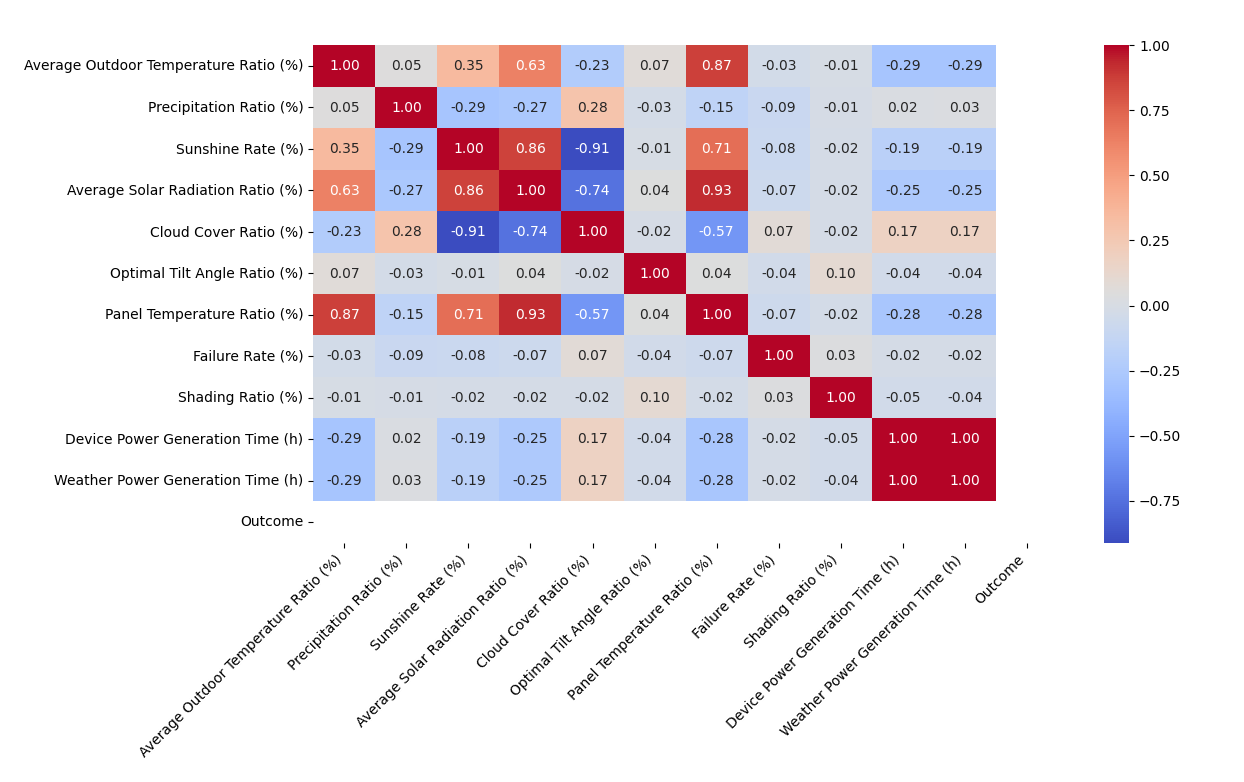 Average Outdoor Temperature Ratio (%) 1.00 0.05 0.35 0.63 -0.23 0.07 0.87 -0.03 -0.01 -0.29 -0.29
Precipitation Ratio (%) 0.05 1.00 -0.29 -0.27 0.28 -0.03 -0.15 -0.09 -0.01 0.02 0.03
Sunshine Rate (%) 0.35 -0.29 1.00 0.86 -0.91 -0.01 0.71 -0.08 -0.02 -0.19 -0.19
Average Solar Radiation Ratio (%) 0.63 -0.27 0.86 1.00 -0.74 0.04 0.93 -0.07 -0.02 -0.25 -0.25
Cloud Cover Ratio (%) -0.23 0.28 -0.91 -0.74 1.00 -0.02 -0.57 0.07 -0.02 0.17 0.17
Optimal Tilt Angle Ratio (%) 0.07 -0.03 -0.01 0.04 -0.02 1.00 0.04 -0.04 0.10 -0.04 -0.04
Panel Temperature Ratio (%) 0.87 -0.15 0.71 0.93 -0.57 0.04 1.00 -0.07 -0.02 -0.28 -0.28
Failure Rate (%) -0.03 -0.09 -0.08 -0.07 0.07 -0.04 -0.07 1.00 0.03 -0.02 -0.02
Shading Ratio (%) -0.01 -0.01 -0.02 -0.02 -0.02 0.10 -0.02 0.03 1.00 -0.05 -0.04
Device Power Generation Time (h) -0.29 0.02 -0.19 -0.25 0.17 -0.04 -0.28 -0.02 -0.05 1.00 1.00
Weather Power Generation Time (h) -0.29 0.03 -0.19 -0.25 0.17 -0.04 -0.28 -0.02 -0.04 1.00 1.00
Outcome
Average Outdoor Temperature Ratio (%)
Precipitation Ratio (%)
Sunshine Rate (%)
Average Solar Radiation Ratio (%)
Cloud Cover Ratio (%)
Optimal Tilt Angle Ratio (%)
Panel Temperature Ratio (%)
Failure Rate (%)
Shading Ratio (%)
Device Power Generation Time (h)
Weather Power Generation Time (h)
Outcome
1.00
0.75
0.50
0.25
0.00
−0.25
−0.50
−0.75